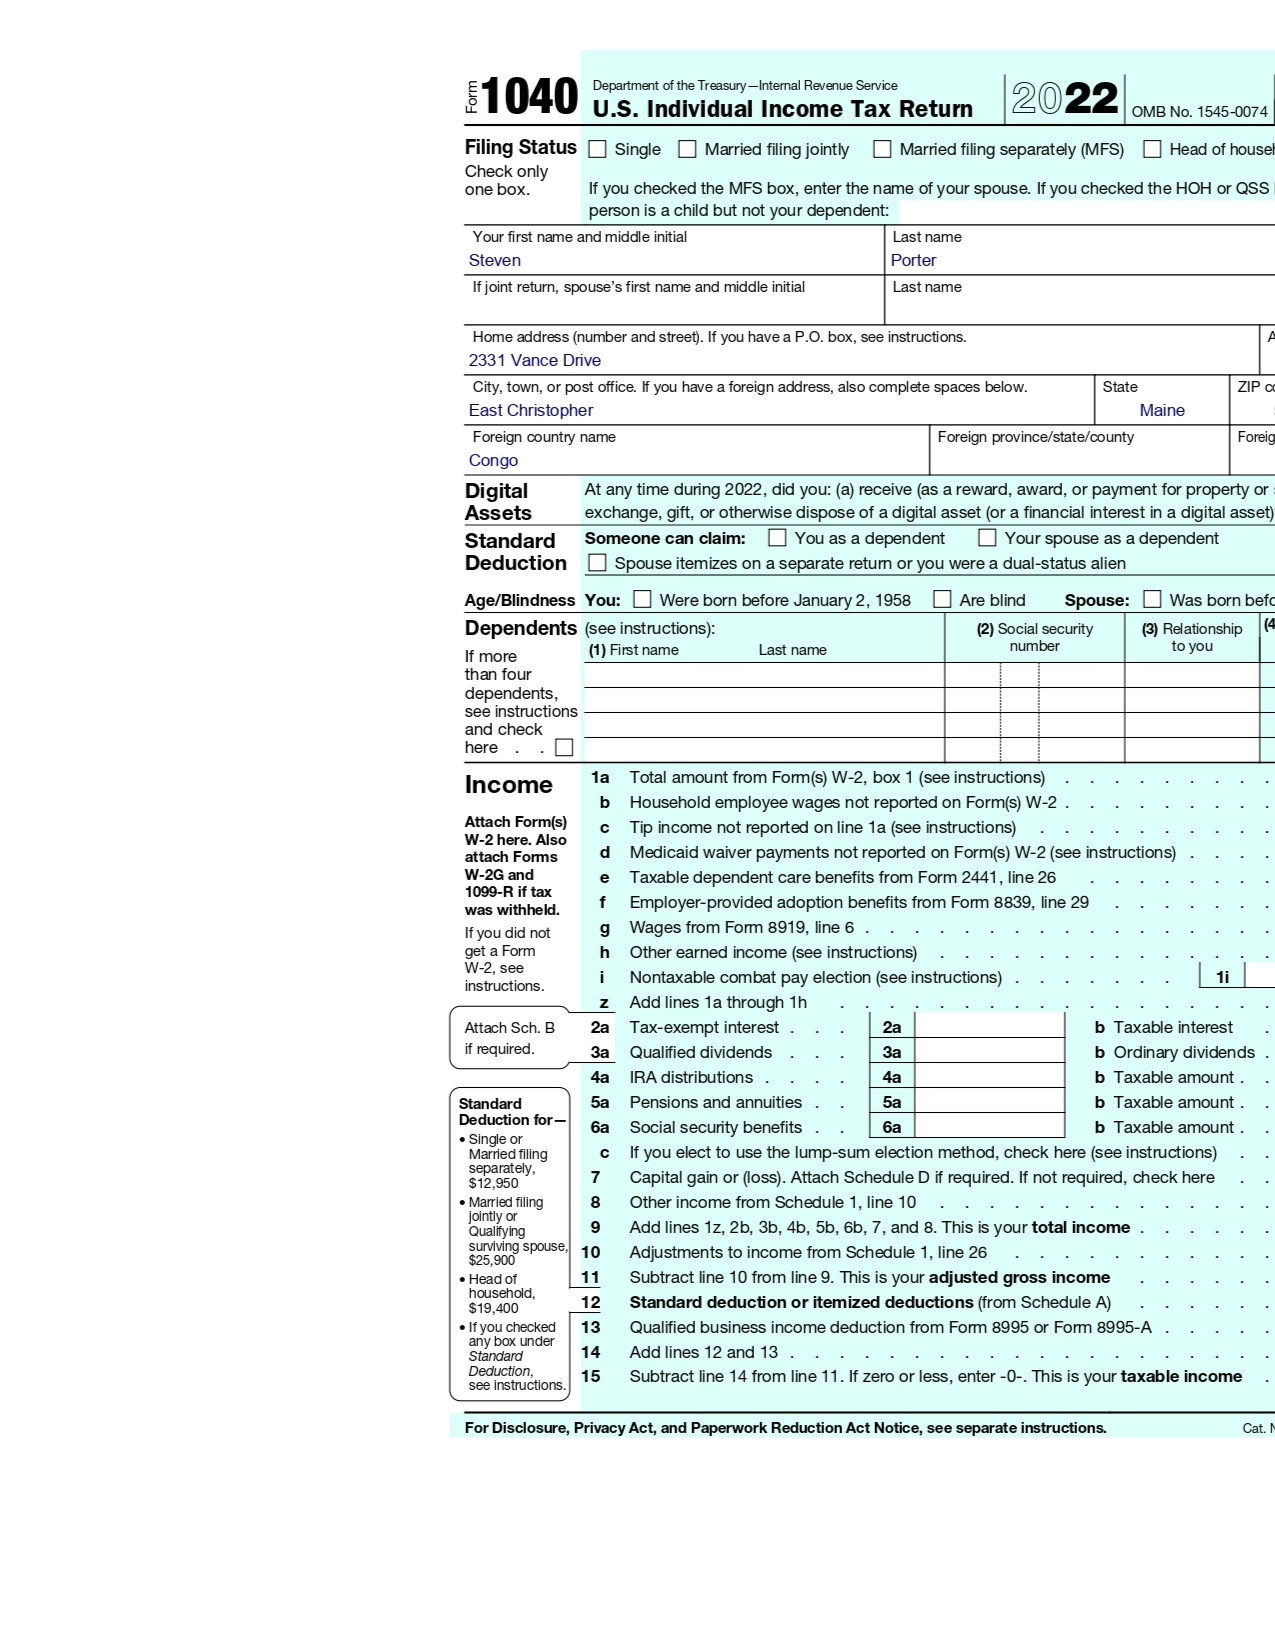 Form 1040 Department of the Treasury—Internal Revenue Service
U.S. Individual Income Tax Return 2022 OMB No. 1545-0074
Filing Status Single Married filing jointly Married filing separately (MFS) Head of
Check only
one box.
If you checked the MFS box, enter the name of your spouse. If you checked the HOH or QSS
person is a child but not your dependent:
Your first name and middle initial Last name
Steven Porter
If joint return, spouse's first name and middle initial Last name
Home address (number and street). If you have a P.O. box, see instructions.
2331 Vance Drive
City, town, or post office. If you have a foreign address, also complete spaces below. State ZIP
East Christopher Maine
Foreign country name Foreign province/state/county
Congo
Digital
Assets
At any time during 2022, did you: (a) receive (as a reward, award, or payment for property or
exchange, gift, or otherwise dispose of a digital asset (or a financial interest in a digital asset)
Standard
Deduction
Someone can claim: You as a dependent Your spouse as a dependent
Spouse itemizes on a separate return or you were a dual-status alien
Age/Blindness You: Were born before January 2, 1958 Are blind Spouse: Was born
Dependents (see instructions):
(1) First name Last name
(2) Social security
number
(3) Relationship
to you
(4
If more
than four
dependents,
see instructions
and check
here . .
Income
Attach Form(s)
W-2 here. Also
attach Forms
W-2G and
1099-R if tax
was withheld.
If you did not
get a Form
W-2, see
instructions.
1a Total amount from Form(s) W-2, box 1 (see instructions) . . . . . . . . .
b Household employee wages not reported on Form(s) W-2 . . . . . . . . .
c Tip income not reported on line 1a (see instructions) . . . . . . . . . .
d Medicaid waiver payments not reported on Form(s) W-2 (see instructions) . . . .
e Taxable dependent care benefits from Form 2441, line 26 . . . . . . . .
f Employer-provided adoption benefits from Form 8839, line 29 . . . . . . .
g Wages from Form 8919, line 6 . . . . . . . . . . . . . . . . .
h Other earned income (see instructions) . . . . . . . . . . . . . .
i Nontaxable combat pay election (see instructions) . . . . . . . 1i
z Add lines 1a through 1h . . . . . . . . . . . . . . . . . .
Attach Sch. B
if required.
2a Tax-exempt interest . . . 2a b Taxable interest .
3a Qualified dividends . . . 3a b Ordinary dividends .
4a IRA distributions . . . . 4a b Taxable amount . .
5a Pensions and annuities . . 5a b Taxable amount . .
6a Social security benefits . . 6a b Taxable amount . .
c If you elect to use the lump-sum election method, check here (see instructions) . .
7 Capital gain or (loss). Attach Schedule D if required. If not required, check here . .
8 Other income from Schedule 1, line 10 . . . . . . . . . . . . . .
9 Add lines 1z, 2b, 3b, 4b, 5b, 6b, 7, and 8. This is your total income . . . . . .
10 Adjustments to income from Schedule 1, line 26 . . . . . . . . . . .
11 Subtract line 10 from line 9. This is your adjusted gross income . . . . . .
12 Standard deduction or itemized deductions (from Schedule A) . . . . . .
13 Qualified business income deduction from Form 8995 or Form 8995-A . . . . .
14 Add lines 12 and 13 . . . . . . . . . . . . . . . . . . . .
15 Subtract line 14 from line 11. If zero or less, enter -0-. This is your taxable income .
Standard
Deduction for—
• Single or
Married filing
separately,
$12,950
• Married filing
jointly or
Qualifying
surviving spouse,
$25,900
• Head of
household,
$19,400
• If you checked
any box under
Standard
Deduction,
see instructions.
For Disclosure, Privacy Act, and Paperwork Reduction Act Notice, see separate instructions. Cat.